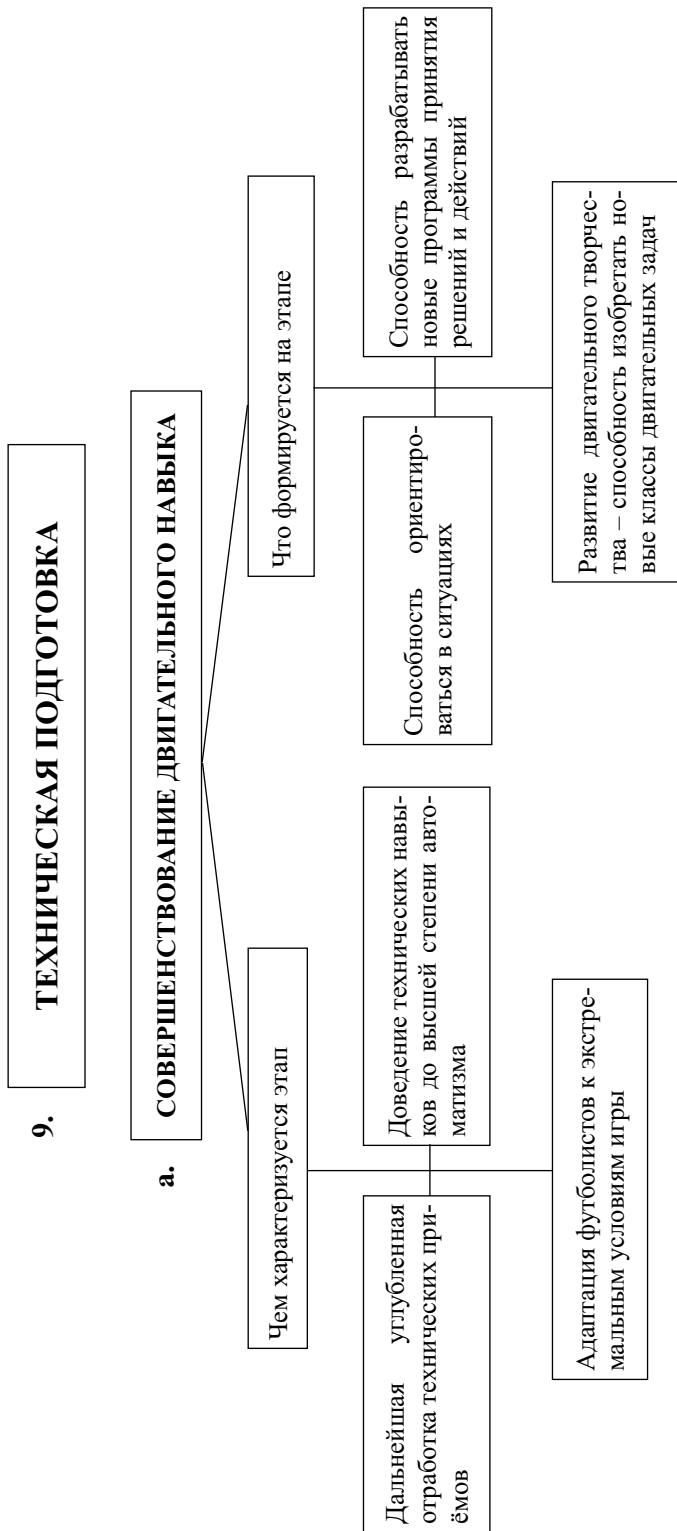 9. ТЕХНИЧЕСКАЯ ПОДГОТОВКА
а. СОВЕРШЕНСТВОВАНИЕ ДВИГАТЕЛЬНОГО НАВЫКА
Чем характеризуется этап
Дальнейшая углубленная
отработка технических при-
ёмов
Доведение технических навы-
ков до высшей степени авто-
матизма
Адаптация футболистов к экстре-
мальным условиям игры
Что формируется на этапе
Способность ориентиро-
ваться в ситуациях
Способность разрабатывать
новые программы принятия
решений и действий
Развитие двигательного творчес-
тва – способность изобретать но-
вые классы двигательных задач